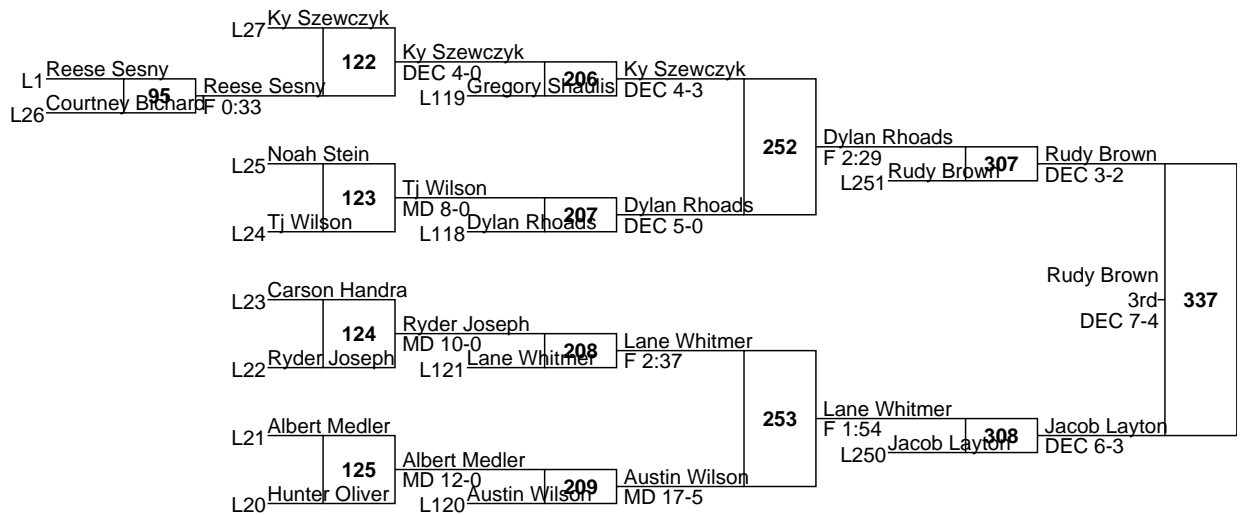 L27 Ky Szewczyk
122
Ky Szewczyk
DEC 4-0
206
Ky Szewczyk
DEC 4-3
L1 Reese Sesny
95
Reese Sesny
F 0:33
L119 Gregory Shaulis
L26 Courtney Bichard
252
Dylan Rhoads
F 2:29
307
Rudy Brown
DEC 3-2
L25 Noah Stein
L251 Rudy Brown
123
Tj Wilson
MD 8-0
207
Dylan Rhoads
DEC 5-0
L24 Tj Wilson
L118 Dylan Rhoads
Rudy Brown
3rd
DEC 7-4
337
L23 Carson Handra
124
Ryder Joseph
MD 10-0
208
Lane Whitmer
F 2:37
L22 Ryder Joseph
L121 Lane Whitmer
253
Lane Whitmer
F 1:54
308
Jacob Layton
DEC 6-3
L21 Albert Medler
L250 Jacob Layton
125
Albert Medler
MD 12-0
209
Austin Wilson
MD 17-5
L20 Hunter Oliver
L120 Austin Wilson